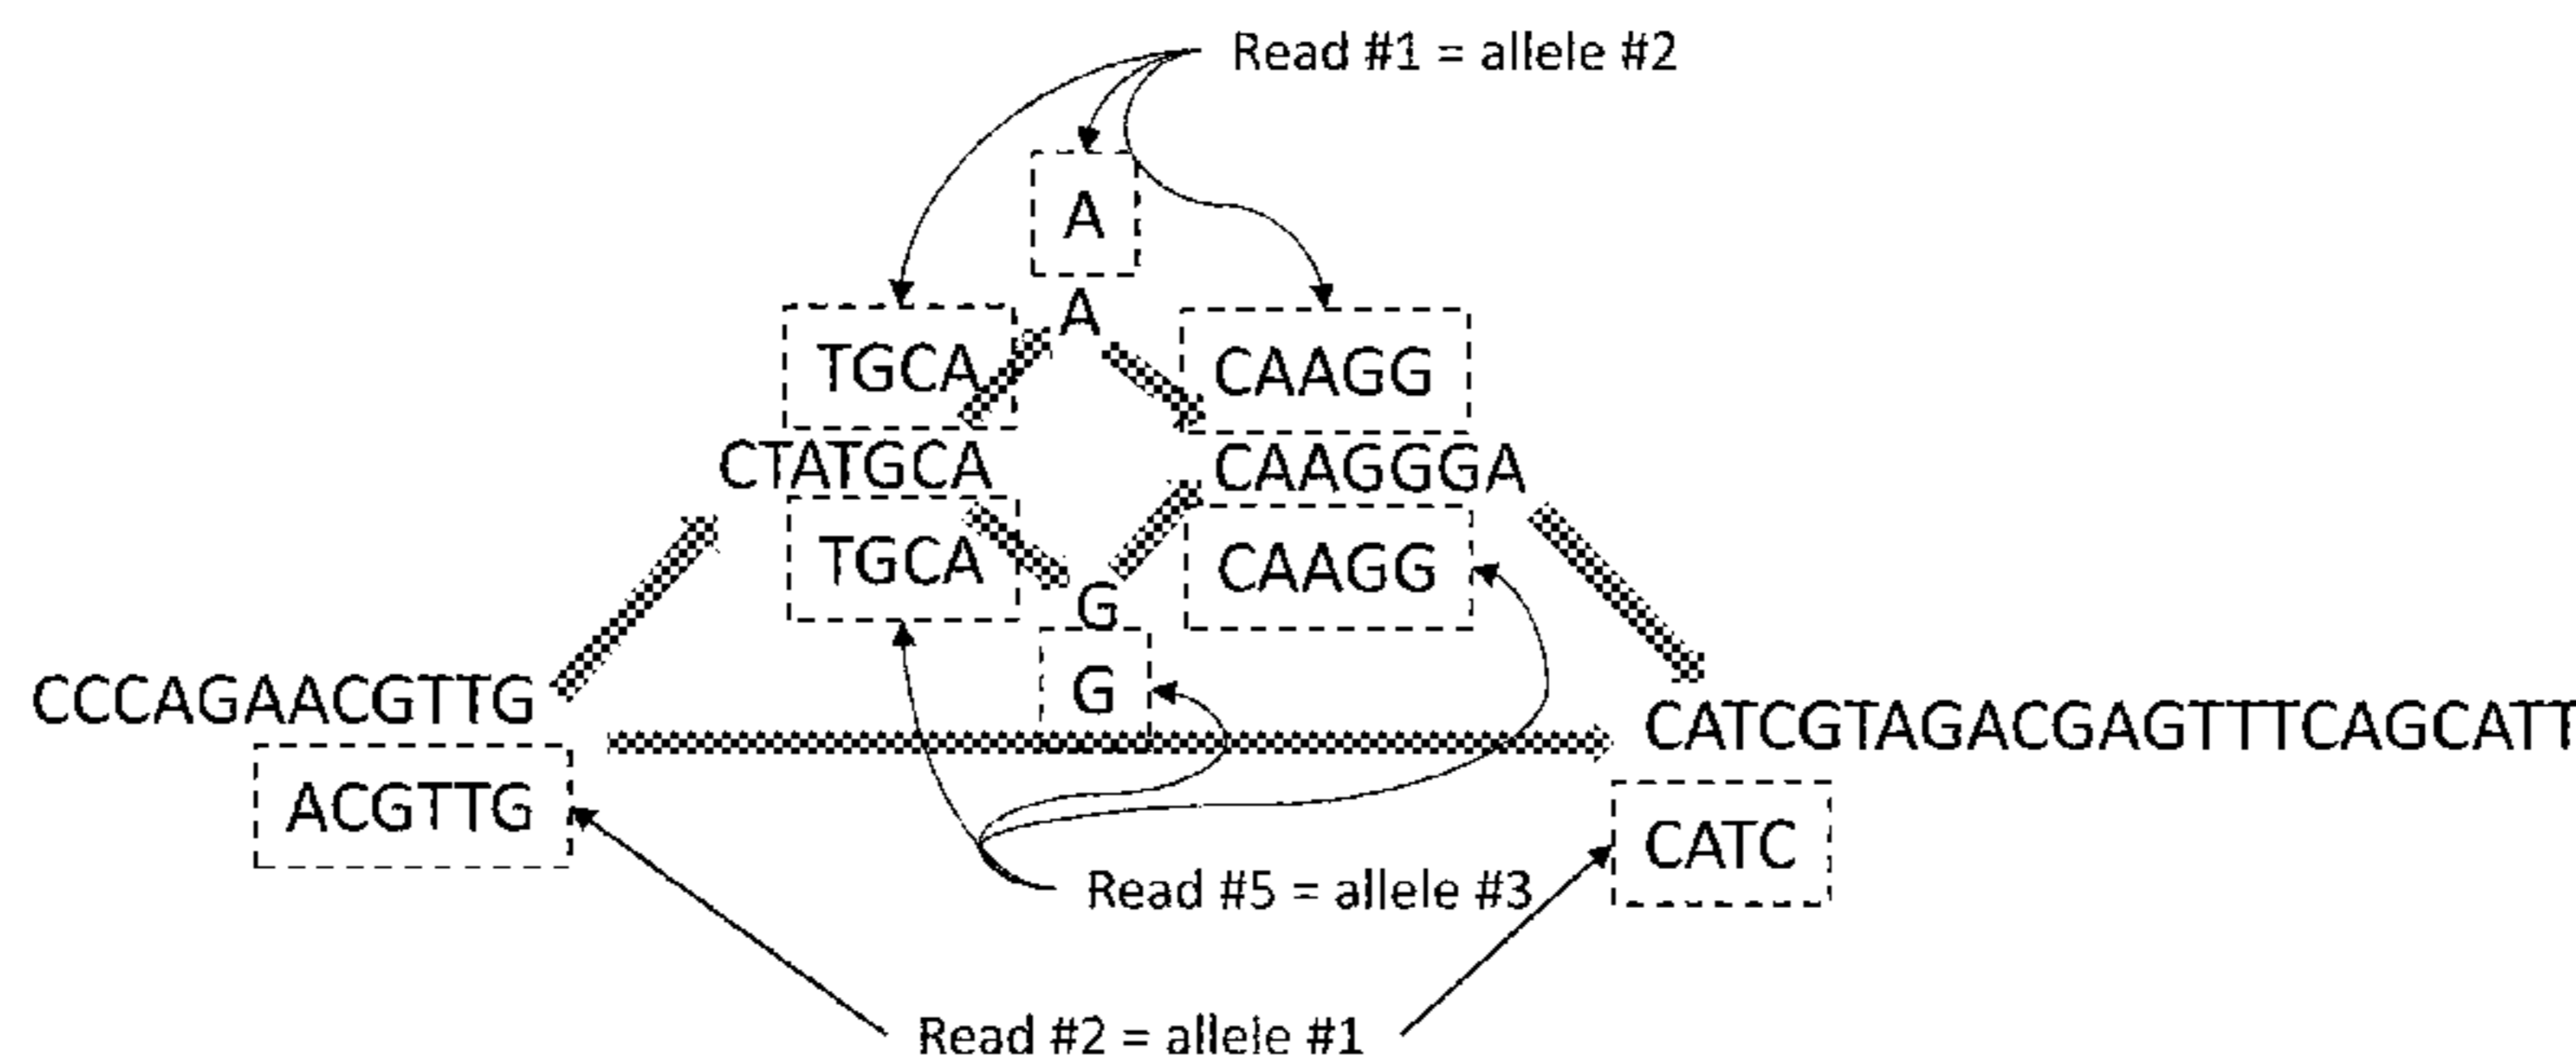 Read #1 = allele #2
A
A
TGCA
CAAGG
CTATGCA
CAAGGGA
TGCA
CAAGG
G
G
CCCAGAACGTTG
CATCGTAGACGAGTTTCAGCATT
ACGTTG
CATC
Read #5 = allele #3
Read #2 = allele #1